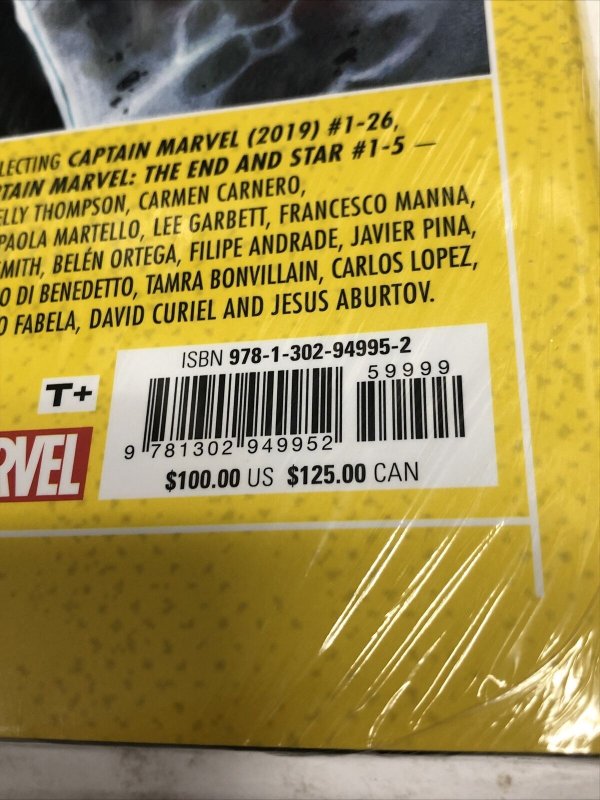 LECTING CAPTAIN MARVEL (2019) #1-26,
TAIN MARVEL: THE END AND STAR #1-5 —
ELLY THOMPSON, CARMEN CARNERO,
PAOLA MARTELLO, LEE GARBETT, FRANCESCO MANNA,
MITH, BELÉN ORTEGA, FILIPE ANDRADE, JAVIER PINA,
O DI BENEDETTO, TAMRA BONVILLAIN, CARLOS LOPEZ,
O FABELA, DAVID CURIEL AND JESUS ABURTOV.
ISBN 978-1-302-94995-2
59999
T+
9 781302 949952
RVEL
$100.00 US $125.00 CAN